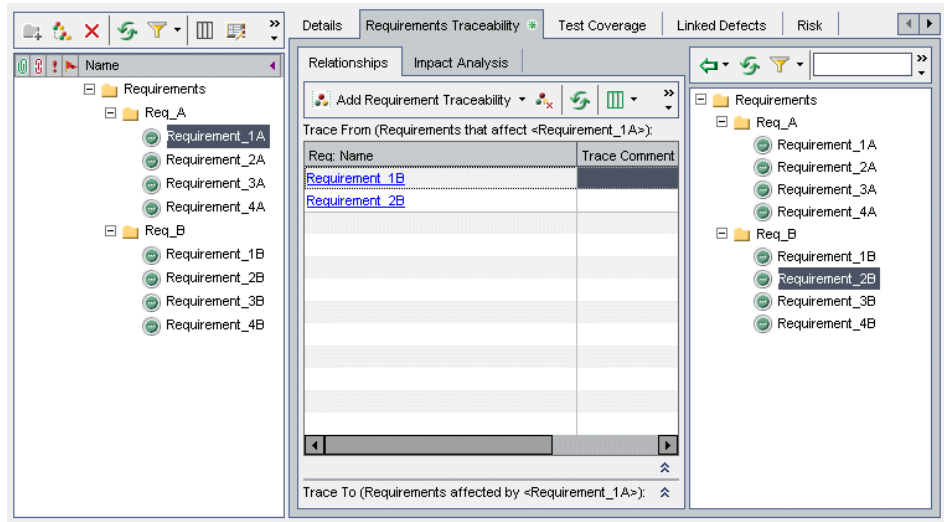 Details
Requirements Traceability
Test Coverage
Linked Defects
Risk
Name
Requirements
Req_A
Requirement_1A
Requirement_2A
Requirement_3A
Requirement_4A
Req_B
Requirement_1B
Requirement_2B
Requirement_3B
Requirement_4B
Relationships
Impact Analysis
Add Requirement Traceability
Trace From (Requirements that affect <Requirement_1A>):
Req: Name
Trace Comment
Requirement_1B
Requirement_2B
Trace To (Requirements affected by <Requirement_1A>):
Requirements
Req_A
Requirement_1A
Requirement_2A
Requirement_3A
Requirement_4A
Req_B
Requirement_1B
Requirement_2B
Requirement_3B
Requirement_4B